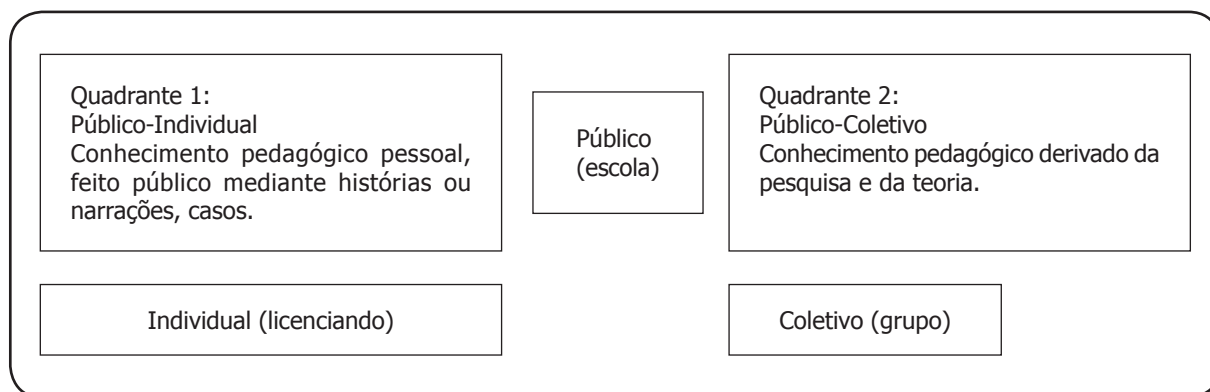 Quadrante 1:
Público-Individual
Conhecimento pedagógico pessoal,
feito público mediante histórias ou
narrações, casos.
Público
(escola)
Quadrante 2:
Público-Coletivo
Conhecimento pedagógico derivado da
pesquisa e da teoria.
Individual (licenciando)
Coletivo (grupo)